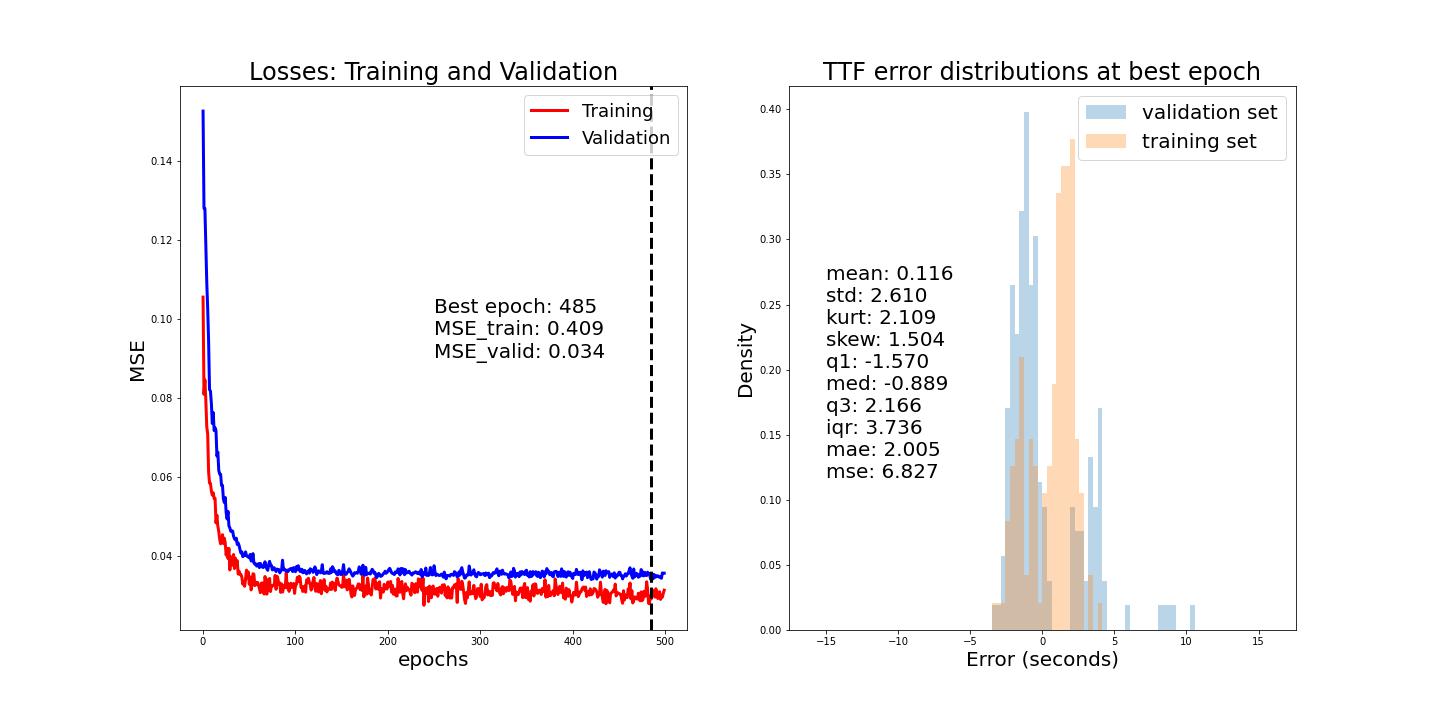 Losses: Training and Validation
Training
Validation
0.14
0.12
0.10
0.08
0.06
0.04
MSE
Best epoch: 485
MSE_train: 0.409
MSE_valid: 0.034
0
100
200
300
400
500
epochs
TTF error distributions at best epoch
validation set
training set
0.40
0.35
0.30
0.25
0.20
0.15
0.10
0.05
0.00
Density
mean: 0.116
std: 2.610
kurt: 2.109
skew: 1.504
q1: -1.570
med: -0.889
q3: 2.166
iqr: 3.736
mae: 2.005
mse: 6.827
−15
−10
−5
0
5
10
15
Error (seconds)